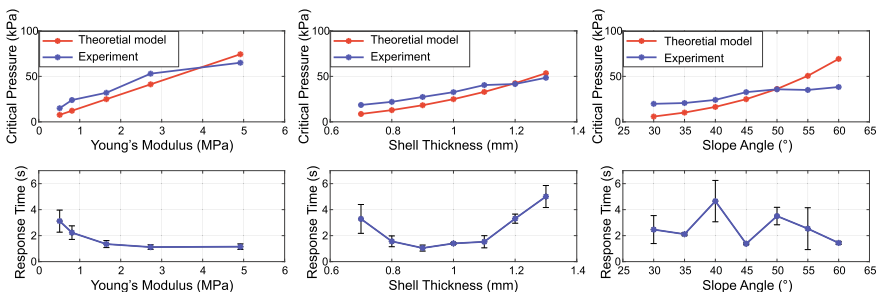 Critical Pressure (kPa)
100
50
0
Theoretial model
Experiment
0 1 2 3 4 5 6
Young's Modulus (MPa)
Critical Pressure (kPa)
100
50
0
Theoretial model
Experiment
0.6 0.8 1 1.2 1.4
Shell Thickness (mm)
Critical Pressure (kPa)
100
50
0
Theoretial model
Experiment
25 30 35 40 45 50 55 60 65
Slope Angle (°)
Response Time (s)
6
4
2
0
0 1 2 3 4 5 6
Young's Modulus (MPa)
Response Time (s)
6
4
2
0
0.6 0.8 1 1.2 1.4
Shell Thickness (mm)
Response Time (s)
6
4
2
0
25 30 35 40 45 50 55 60 65
Slope Angle (°)